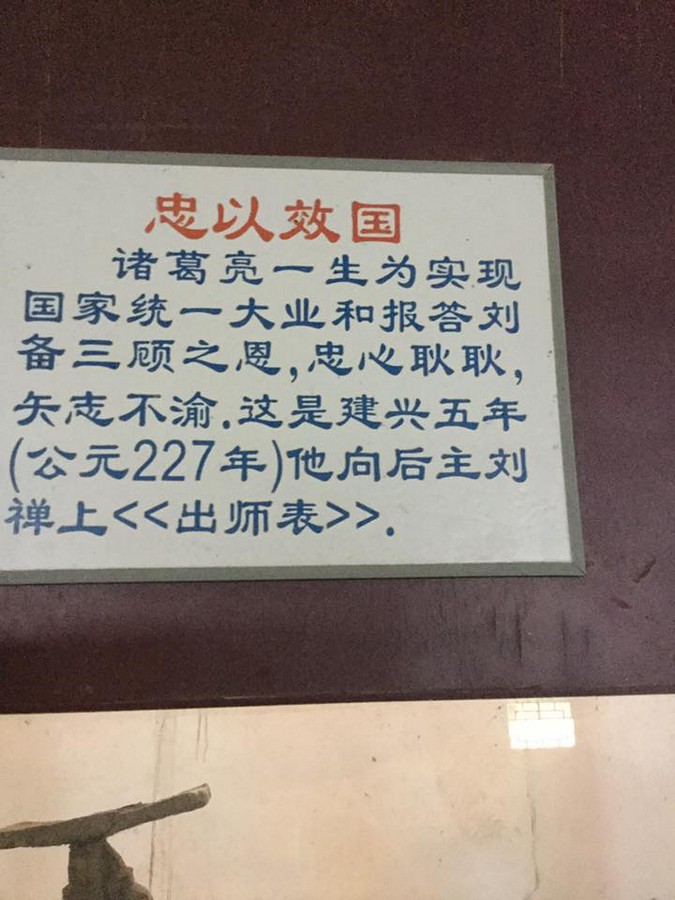 忠以效国
诸葛亮一生为实现
国家统一大业和报答刘
备三顾之恩,忠心耿耿,
矢志不渝.这是建兴五年
(公元227年)他向后主刘
禅上<<出师表>>.